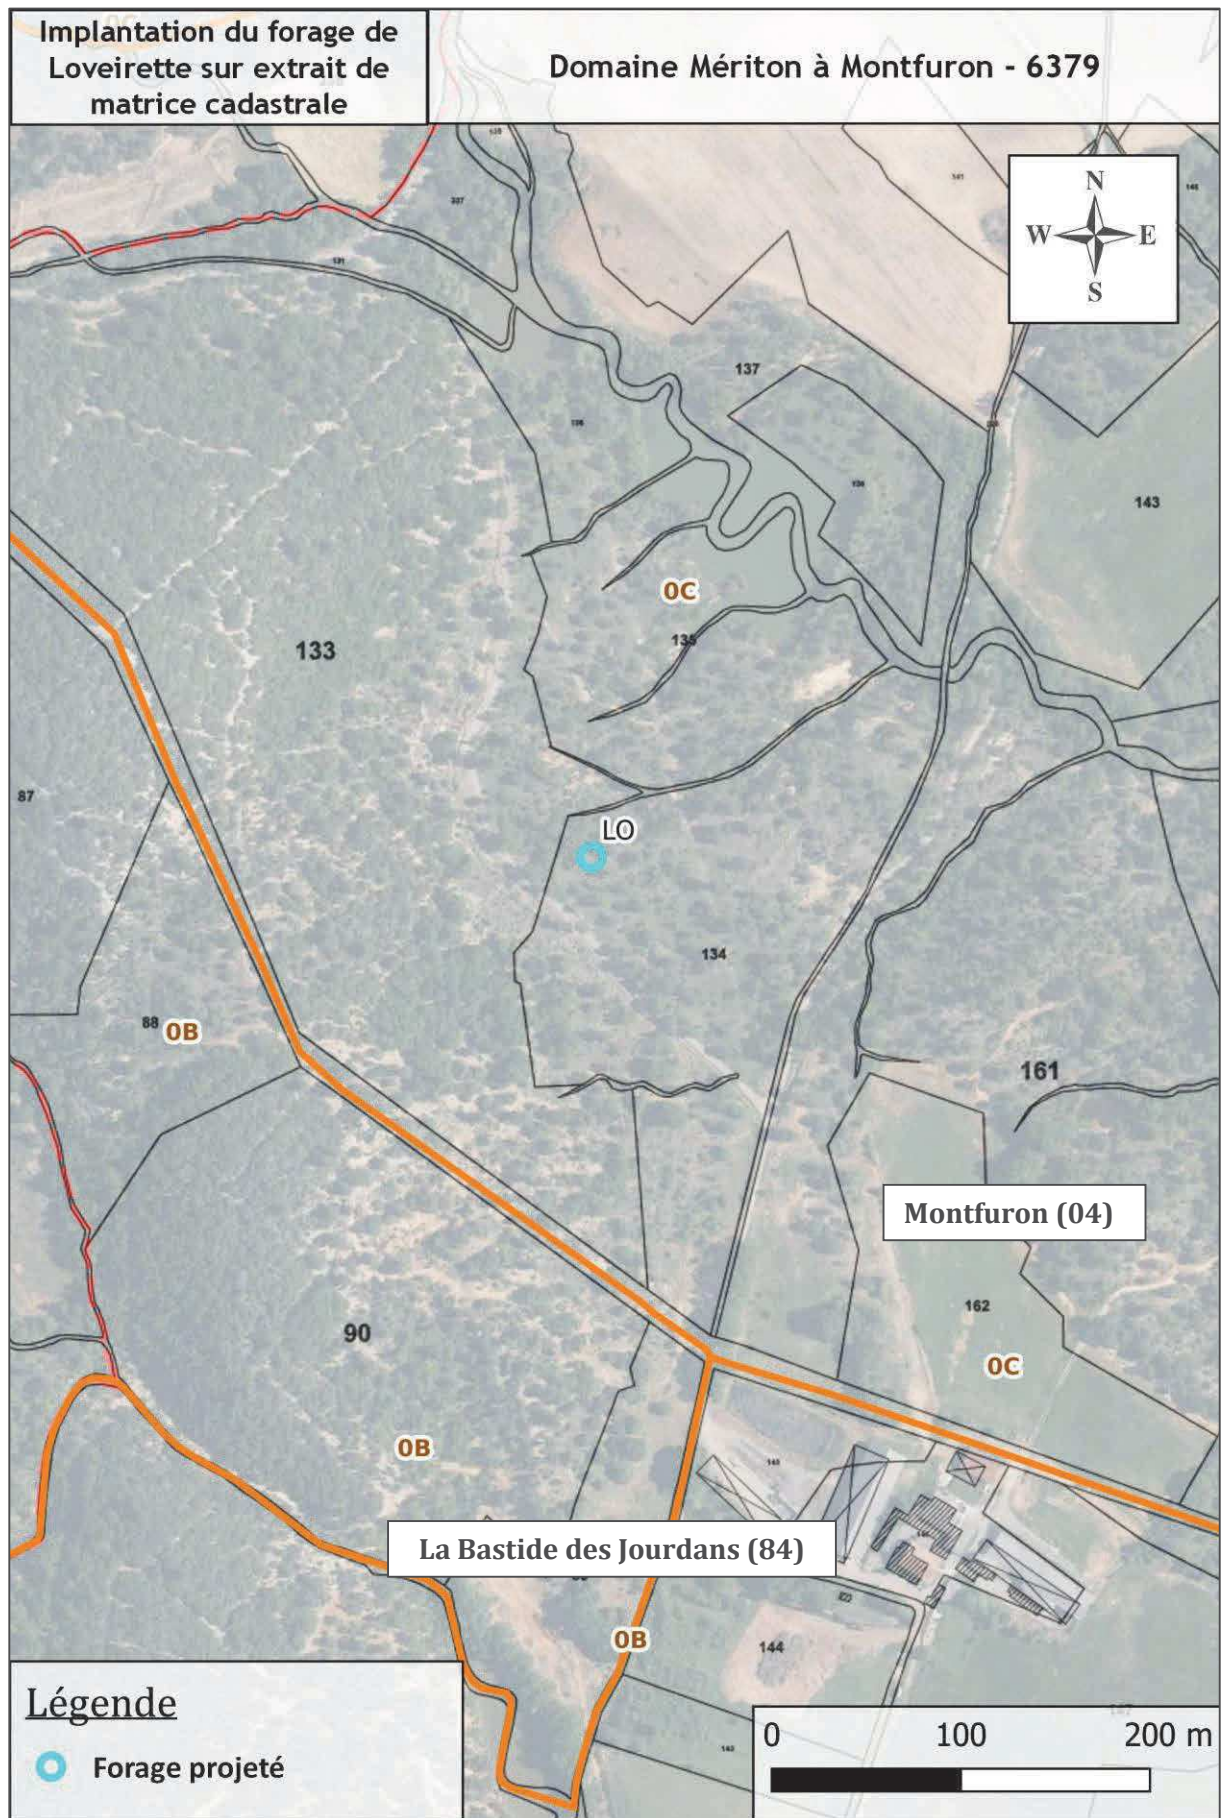 Implantation du forage de
Loveirette sur extrait de
matrice cadastrale
Domaine Mériton à Montfuron - 6379
N
W E
S
141
131
137
143
0C
133
87
LO
134
88
0B
161
Montfuron (04)
162
0C
90
0B
La Bastide des Jourdans (84)
0B
144
Légende
Forage projeté
0 100 200 m